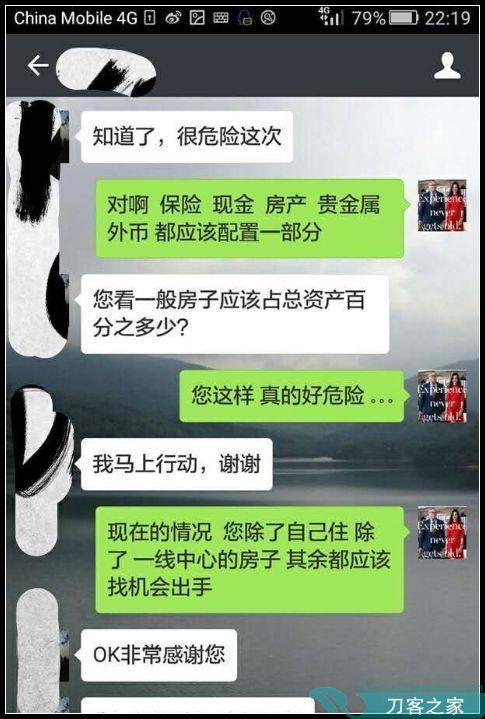 China Mobile 4G
4G
79%
22:19
知道了，很危险这次
对啊 保险 现金 房产 贵金属
外币 都应该配置一部分
Experience
never
gets old.
您看一般房子应该占总资产百
分之多少？
您这样 真的好危险 ...
Experience
never
gets old.
我马上行动，谢谢
现在的情况 您除了自己住 除
了 一线中心的房子 其余都应该
找机会出手
Experience
never
gets old.
OK非常感谢您
刀客之家